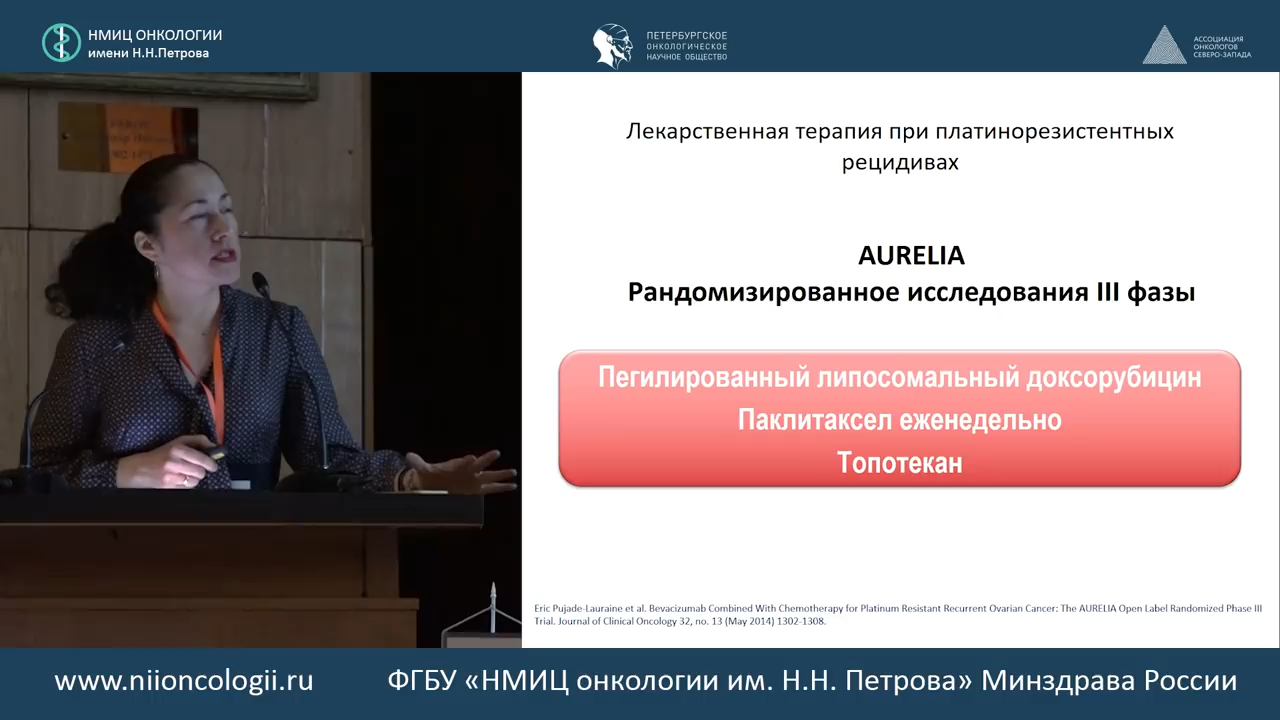 НМИЦ ОНКОЛОГИИ
имени Н.Н.Петрова
ПЕТЕРБУРГСКОЕ
ОНКОЛОГИЧЕСКОЕ
НАУЧНОЕ ОБЩЕСТВО
АССОЦИАЦИЯ
ОНКОЛОГОВ
СЕВЕРО-ЗАПАДА
Лекарственная терапия при платинорезистентных
рецидивах
AURELIA
Рандомизированное исследования III фазы
Пегилированный липосомальный доксорубицин
Паклитаксел еженедельно
Топотекан
Eric Pujade-Lauraine et al. Bevacizumab Combined With Chemotherapy for Platinum Resistant Recurrent Ovarian Cancer: The AURELIA Open Label Randomized Phase III
Trial. Journal of Clinical Oncology 32, no. 13 (May 2014) 1302-1308.
www.niioncologii.ru
ФГБУ «НМИЦ онкологии им. Н.Н. Петрова» Минздрава России